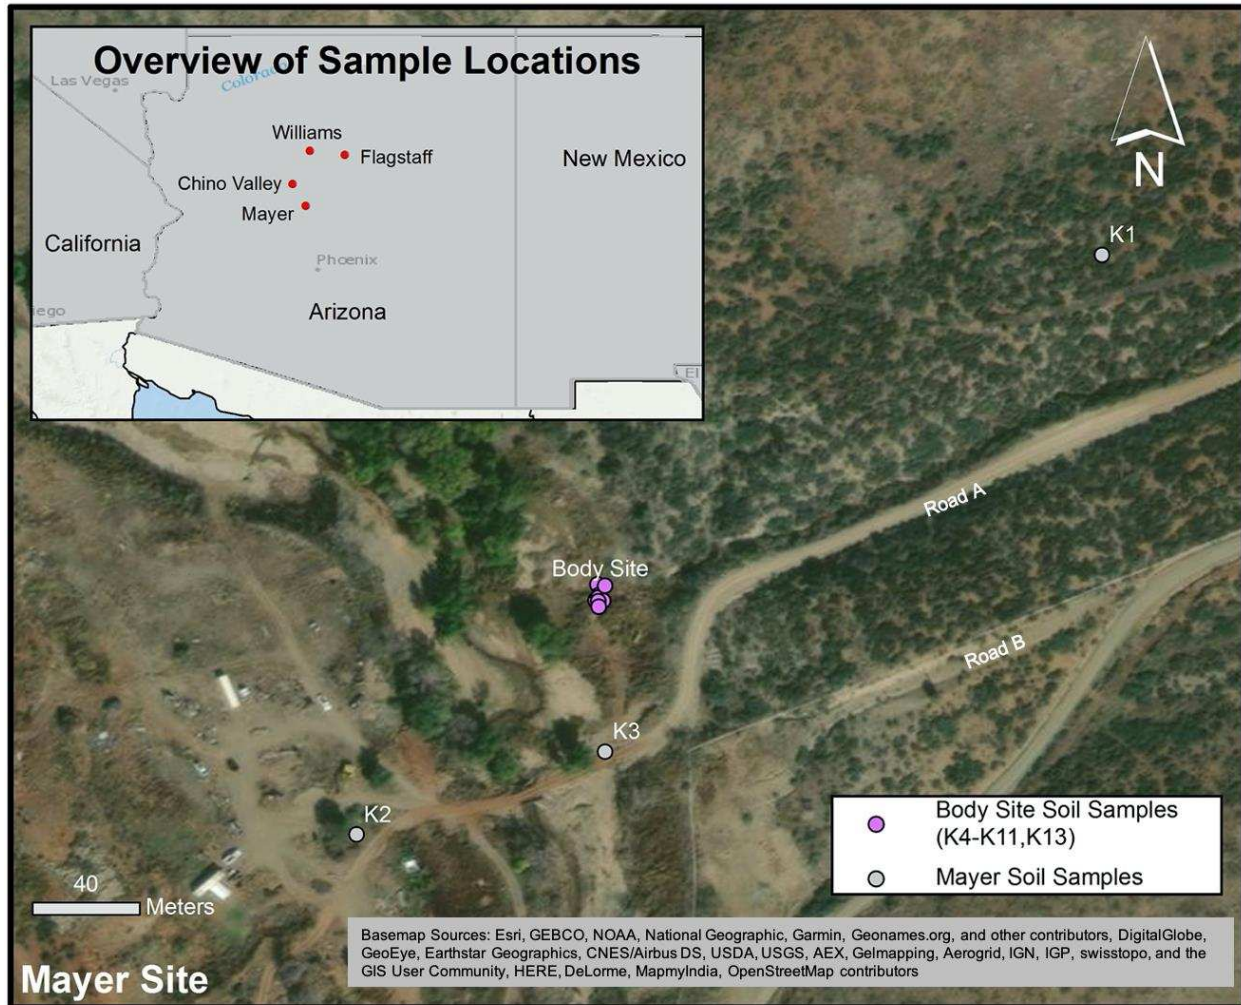 Overview of Sample Locations
Las Vegas
Colorado
Williams
Flagstaff
New Mexico
Chino Valley
Mayer
California
Phoenix
Arizona
iego
El
N
K1
Road A
Body Site
Road B
K3
K2
Body Site Soil Samples
(K4-K11,K13)
Mayer Soil Samples
40
Meters
Basemap Sources: Esri, GEBCO, NOAA, National Geographic, Garmin, Geonames.org, and other contributors, DigitalGlobe,
GeoEye, Earthstar Geographics, CNES/Airbus DS, USDA, USGS, AEX, Gelmapping, Aerogrid, IGN, IGP, swisstopo, and the
GIS User Community, HERE, DeLorme, MapmyIndia, OpenStreetMap contributors
Mayer Site